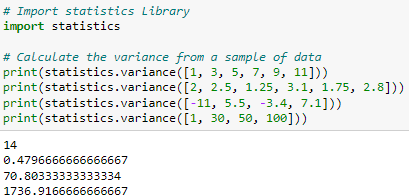 # Import statistics Library
import statistics
# Calculate the variance from a sample of data
print(statistics.variance([1, 3, 5, 7, 9, 11]))
print(statistics.variance([2, 2.5, 1.25, 3.1, 1.75, 2.8]))
print(statistics.variance([-11, 5.5, -3.4, 7.1]))
print(statistics.variance([1, 30, 50, 100]))
14
0.4796666666666667
70.80333333333334
1736.9166666666667